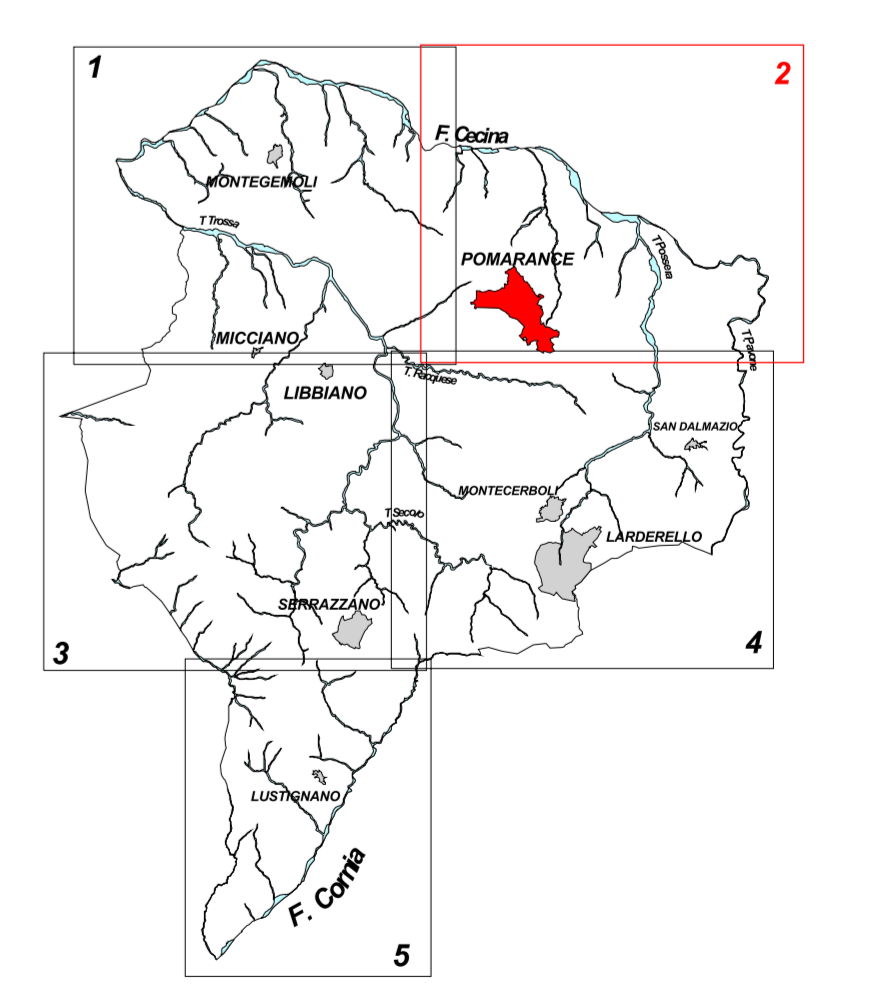 1
2
F. Cecina
MONTEGEMOLI
T Trossa
T Possera
POMARANCE
MICCIANO
T. Pavone
T. Racquese
LIBBIANO
SAN DALMAZIO
MONTECERBOLI
T Secolo
LARDERELLO
SERRAZZANO
3
4
LUSTIGNANO
F. Cornia
5